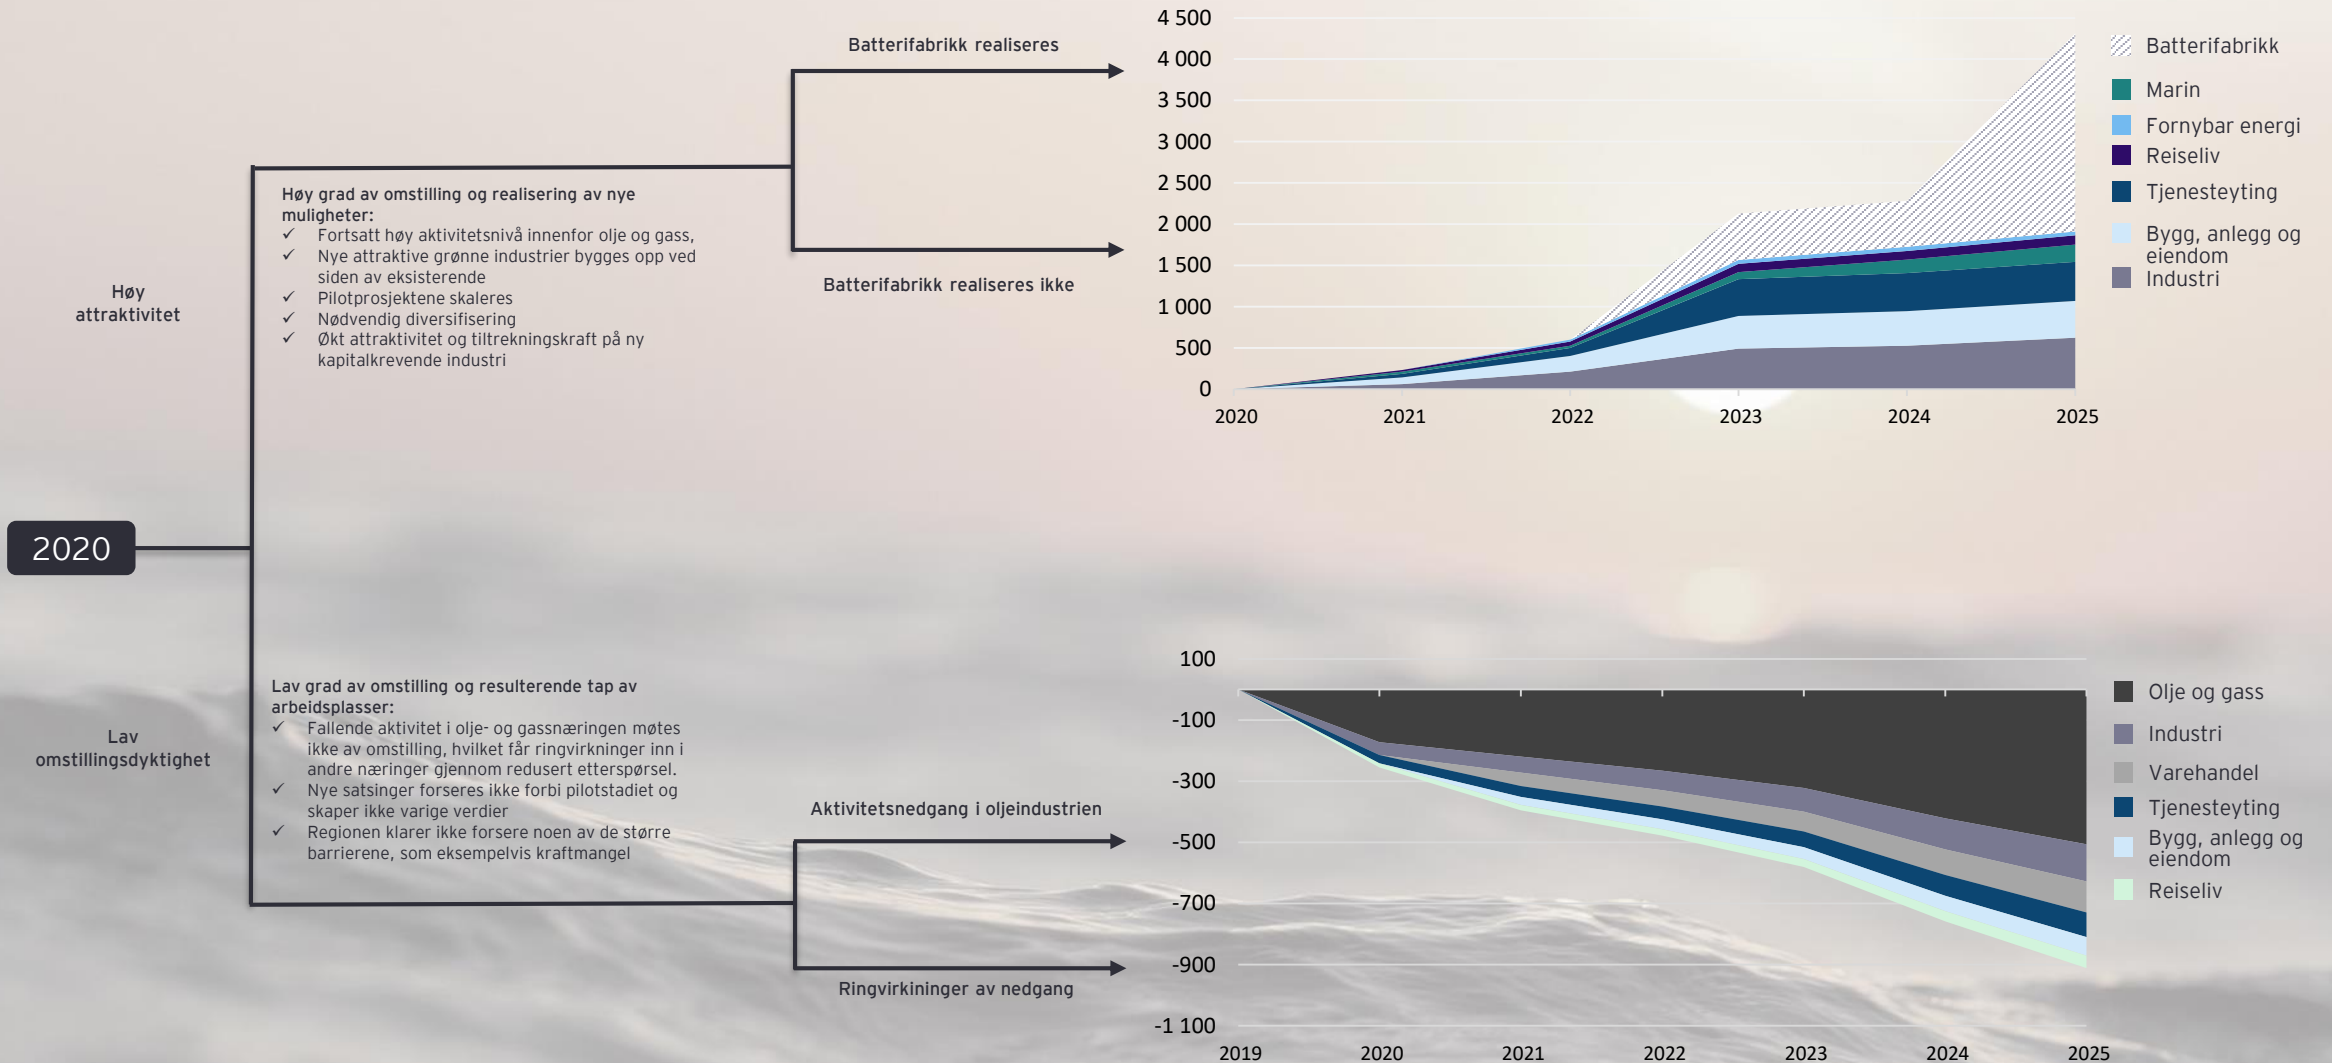 2020
Høy
attraktivitet
Høy grad av omstilling og realisering av nye
muligheter:
✓ Fortsatt høy aktivitetsnivå innenfor olje og gass,
✓ Nye attraktive grønne industrier bygges opp ved
siden av eksisterende
✓ Pilotprosjektene skaleres
✓ Nødvendig diversifisering
✓ Økt attraktivitet og tiltrekningskraft på ny
kapitalkrevende industri
Batterifabrikk realiseres
Batterifabrikk realiseres ikke
4 500
4 000
3 500
3 000
2 500
2 000
1 500
1 000
500
0
2020 2021 2022 2023 2024 2025
Batterifabrikk
Marin
Fornybar energi
Reiseliv
Tjenesteyting
Bygg, anlegg og
eiendom
Industri
Lav
omstillingsdyktighet
Lav grad av omstilling og resulterende tap av
arbeidsplasser:
✓ Fallende aktivitet i olje- og gassnæringen møtes
ikke av omstilling, hvilket får ringvirkninger inn i
andre næringer gjennom redusert etterspørsel.
✓ Nye satsinger forseres ikke forbi pilotstadiet og
skaper ikke varige verdier
✓ Regionen klarer ikke forsere noen av de større
barrierene, som eksempelvis kraftmangel
Aktivitetsnedgang i oljeindustrien
Ringvirkininger av nedgang
100
-100
-300
-500
-700
-900
-1 100
2019 2020 2021 2022 2023 2024 2025
Olje og gass
Industri
Varehandel
Tjenesteyting
Bygg, anlegg og
eiendom
Reiseliv